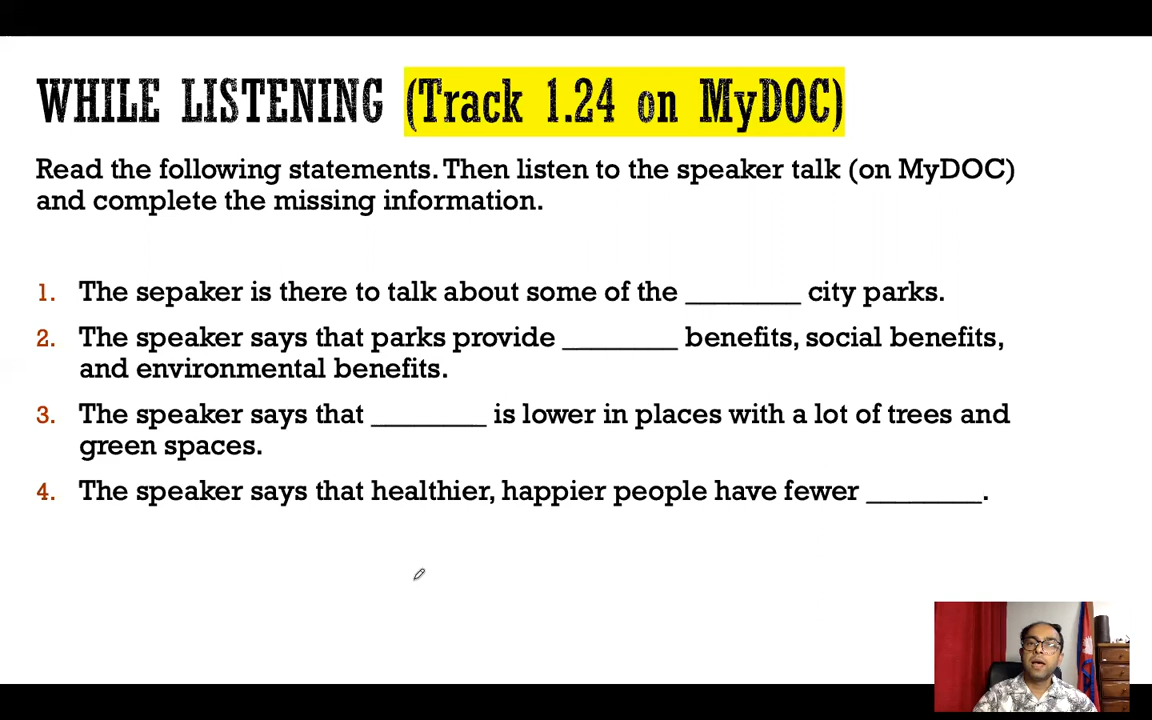 WHILE LISTENING (Track 1.24 on MyDOC)
Read the following statements. Then listen to the speaker talk (on MyDOC)
and complete the missing information.
1. The sepaker is there to talk about some of the ________ city parks.
2. The speaker says that parks provide ________ benefits, social benefits,
and environmental benefits.
3. The speaker says that ________ is lower in places with a lot of trees and
green spaces.
4. The speaker says that healthier, happier people have fewer ________.